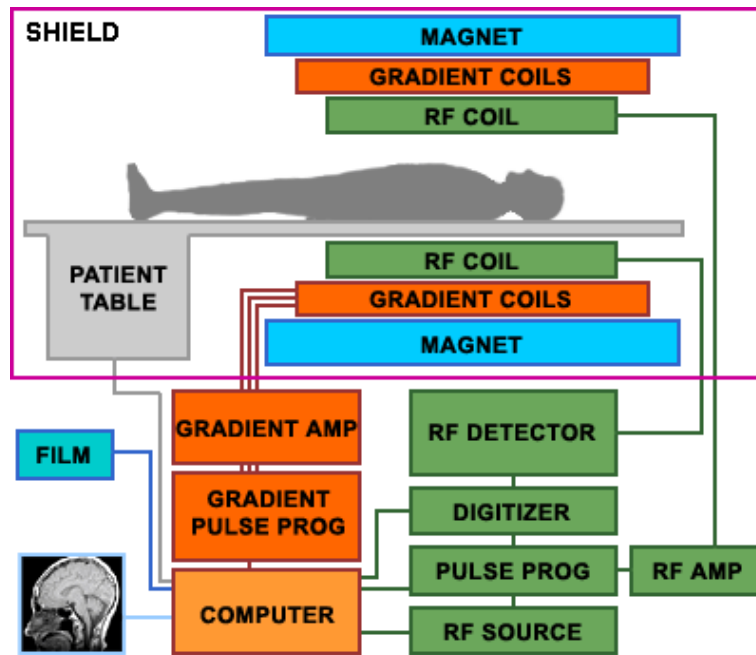 SHIELD
MAGNET
GRADIENT COILS
RF COIL
PATIENT
TABLE
RF COIL
GRADIENT COILS
MAGNET
GRADIENT AMP
RF DETECTOR
FILM
GRADIENT
PULSE PROG
DIGITIZER
PULSE PROG
RF AMP
COMPUTER
RF SOURCE